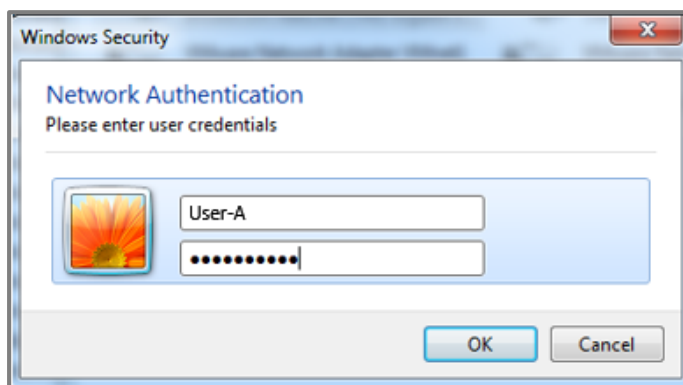 Windows Security
Network Authentication
Please enter user credentials
User-A
●●●●●●●●●●
OK
Cancel